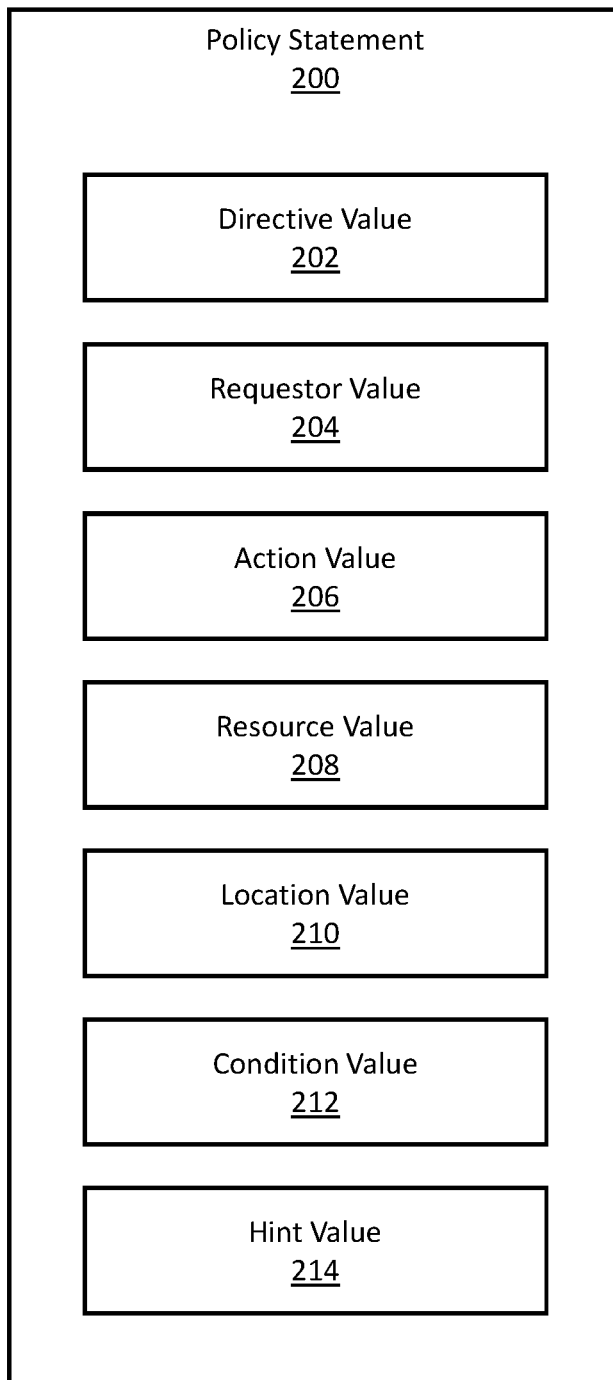 Policy Statement
200
Directive Value
202
Requestor Value
204
Action Value
206
Resource Value
208
Location Value
210
Condition Value
212
Hint Value
214